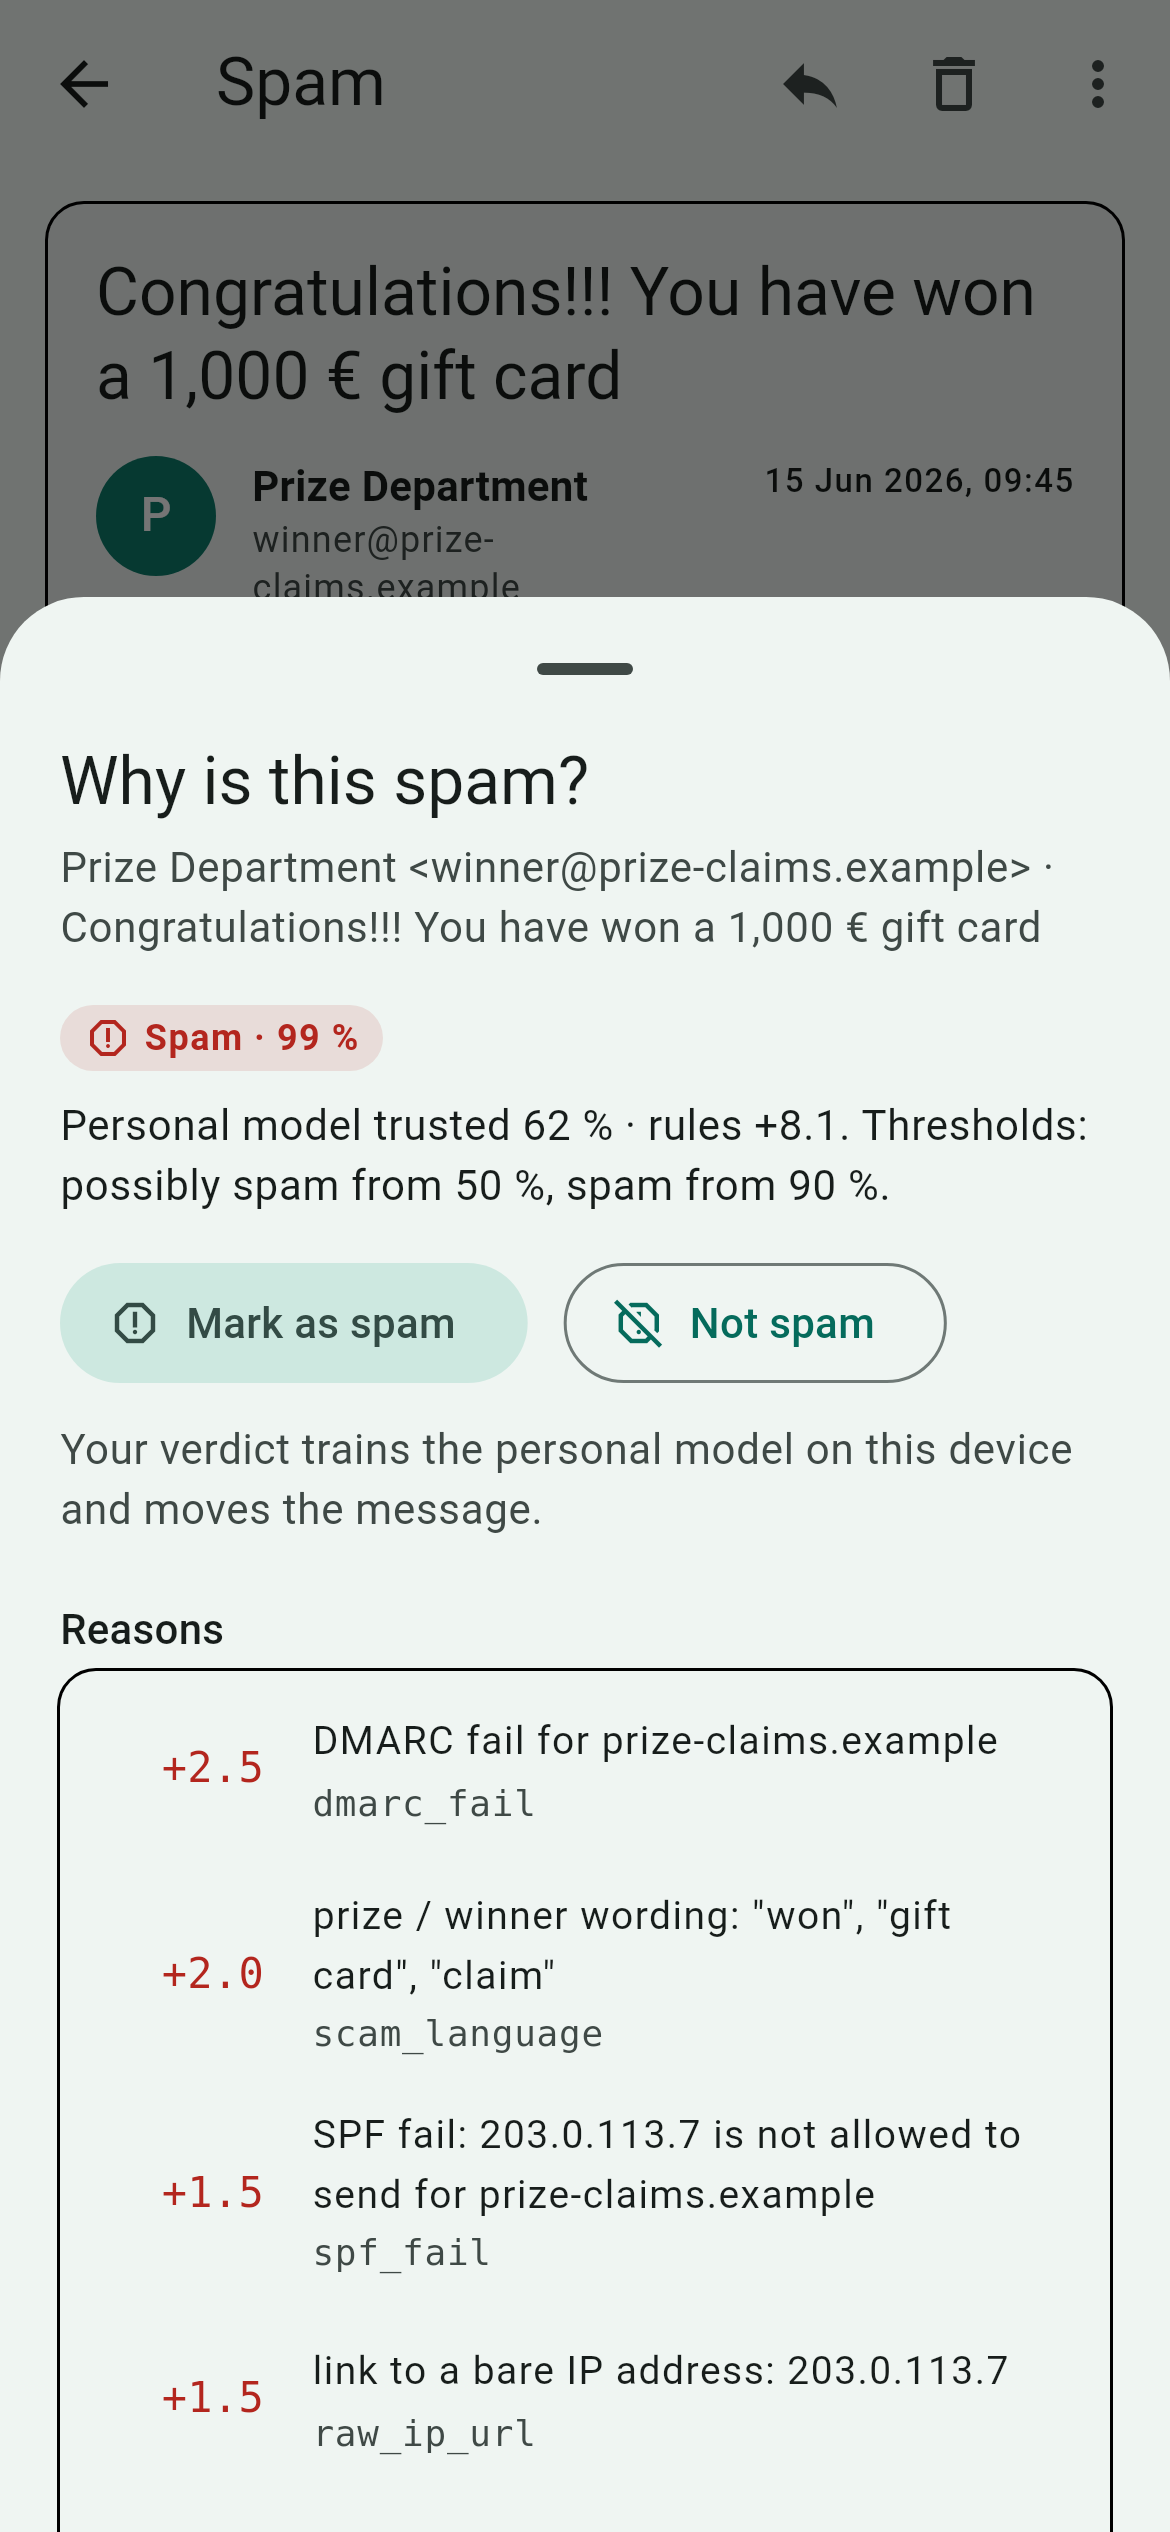 Spam
Congratulations!!! You have won
a 1,000 € gift card
P
Prize Department
15 Jun 2026, 09:45
winner@prize-
claims.example
Why is this spam?
Prize Department <winner@prize-claims.example> ·
Congratulations!!! You have won a 1,000 € gift card
Spam · 99 %
Personal model trusted 62 % · rules +8.1. Thresholds:
possibly spam from 50 %, spam from 90 %.
Mark as spam
Not spam
Your verdict trains the personal model on this device
and moves the message.
Reasons
+2.5
DMARC fail for prize-claims.example
dmarc_fail
+2.0
prize / winner wording: "won", "gift
card", "claim"
scam_language
+1.5
SPF fail: 203.0.113.7 is not allowed to
send for prize-claims.example
spf_fail
+1.5
link to a bare IP address: 203.0.113.7
raw_ip_url